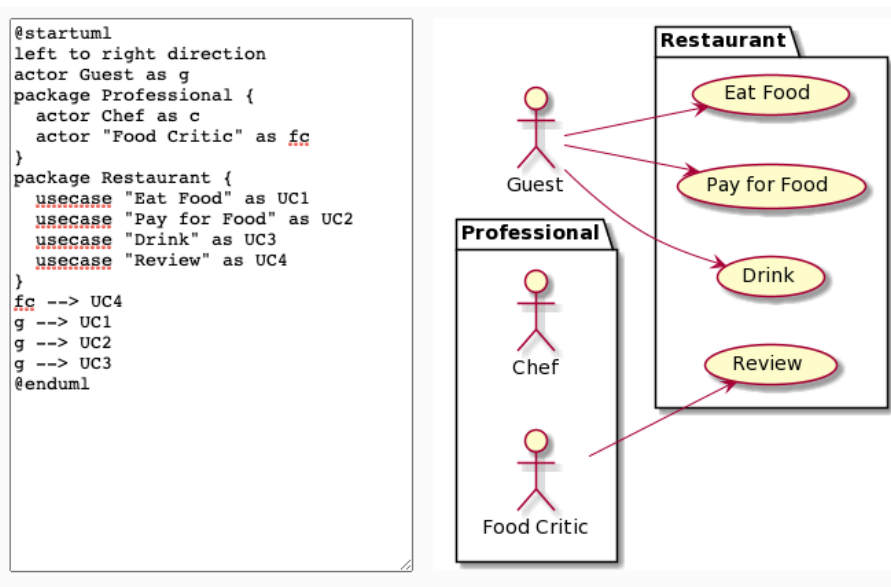 @startuml
left to right direction
actor Guest as g
package Professional {
  actor Chef as c
  actor "Food Critic" as fc
}
package Restaurant {
  usecase "Eat Food" as UC1
  usecase "Pay for Food" as UC2
  usecase "Drink" as UC3
  usecase "Review" as UC4
}
fc --> UC4
g --> UC1
g --> UC2
g --> UC3
@enduml
Restaurant
Eat Food
Guest
Pay for Food
Professional
Drink
Chef
Review
Food Critic